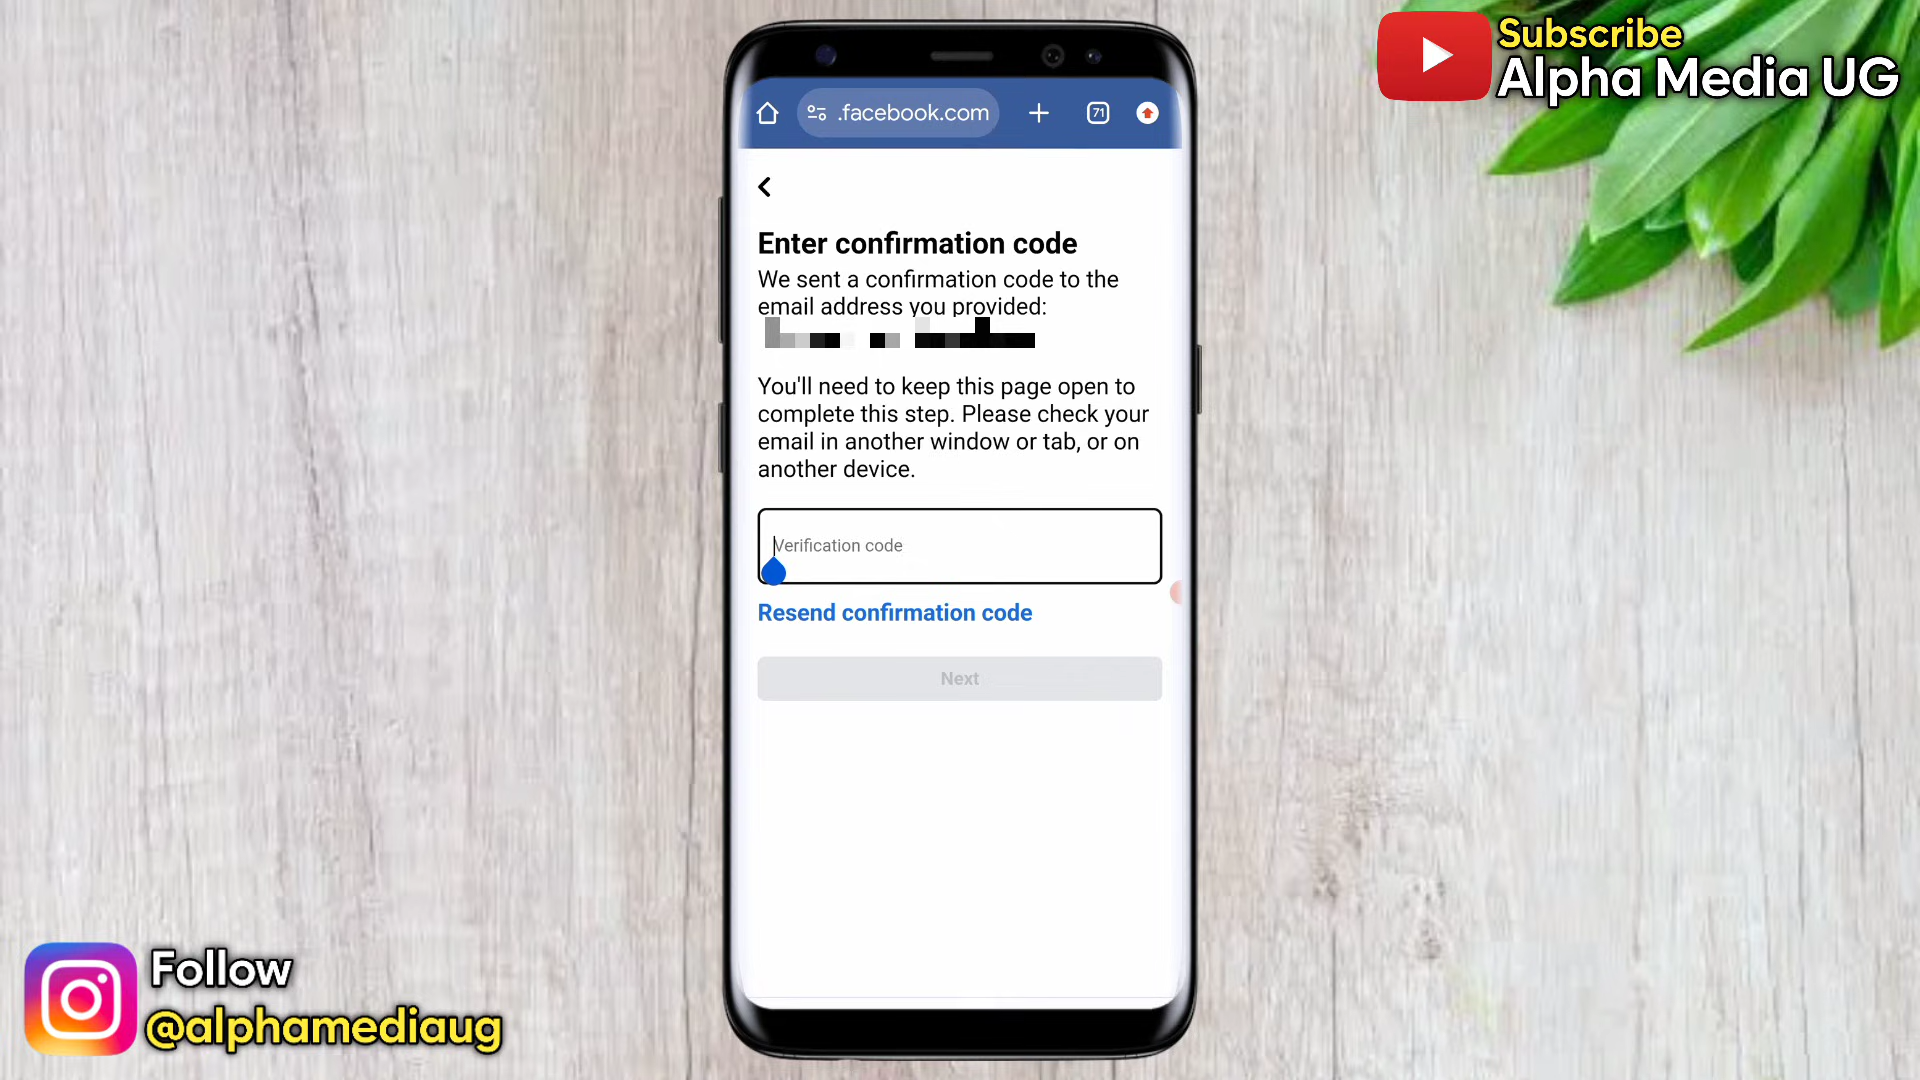 Subscribe
Alpha Media UG
.facebook.com
71
Enter confirmation code
We sent a confirmation code to the
email address you provided:
You'll need to keep this page open to
complete this step. Please check your
email in another window or tab, or on
another device.
Verification code
Resend confirmation code
Next
Follow
@alphamediaug